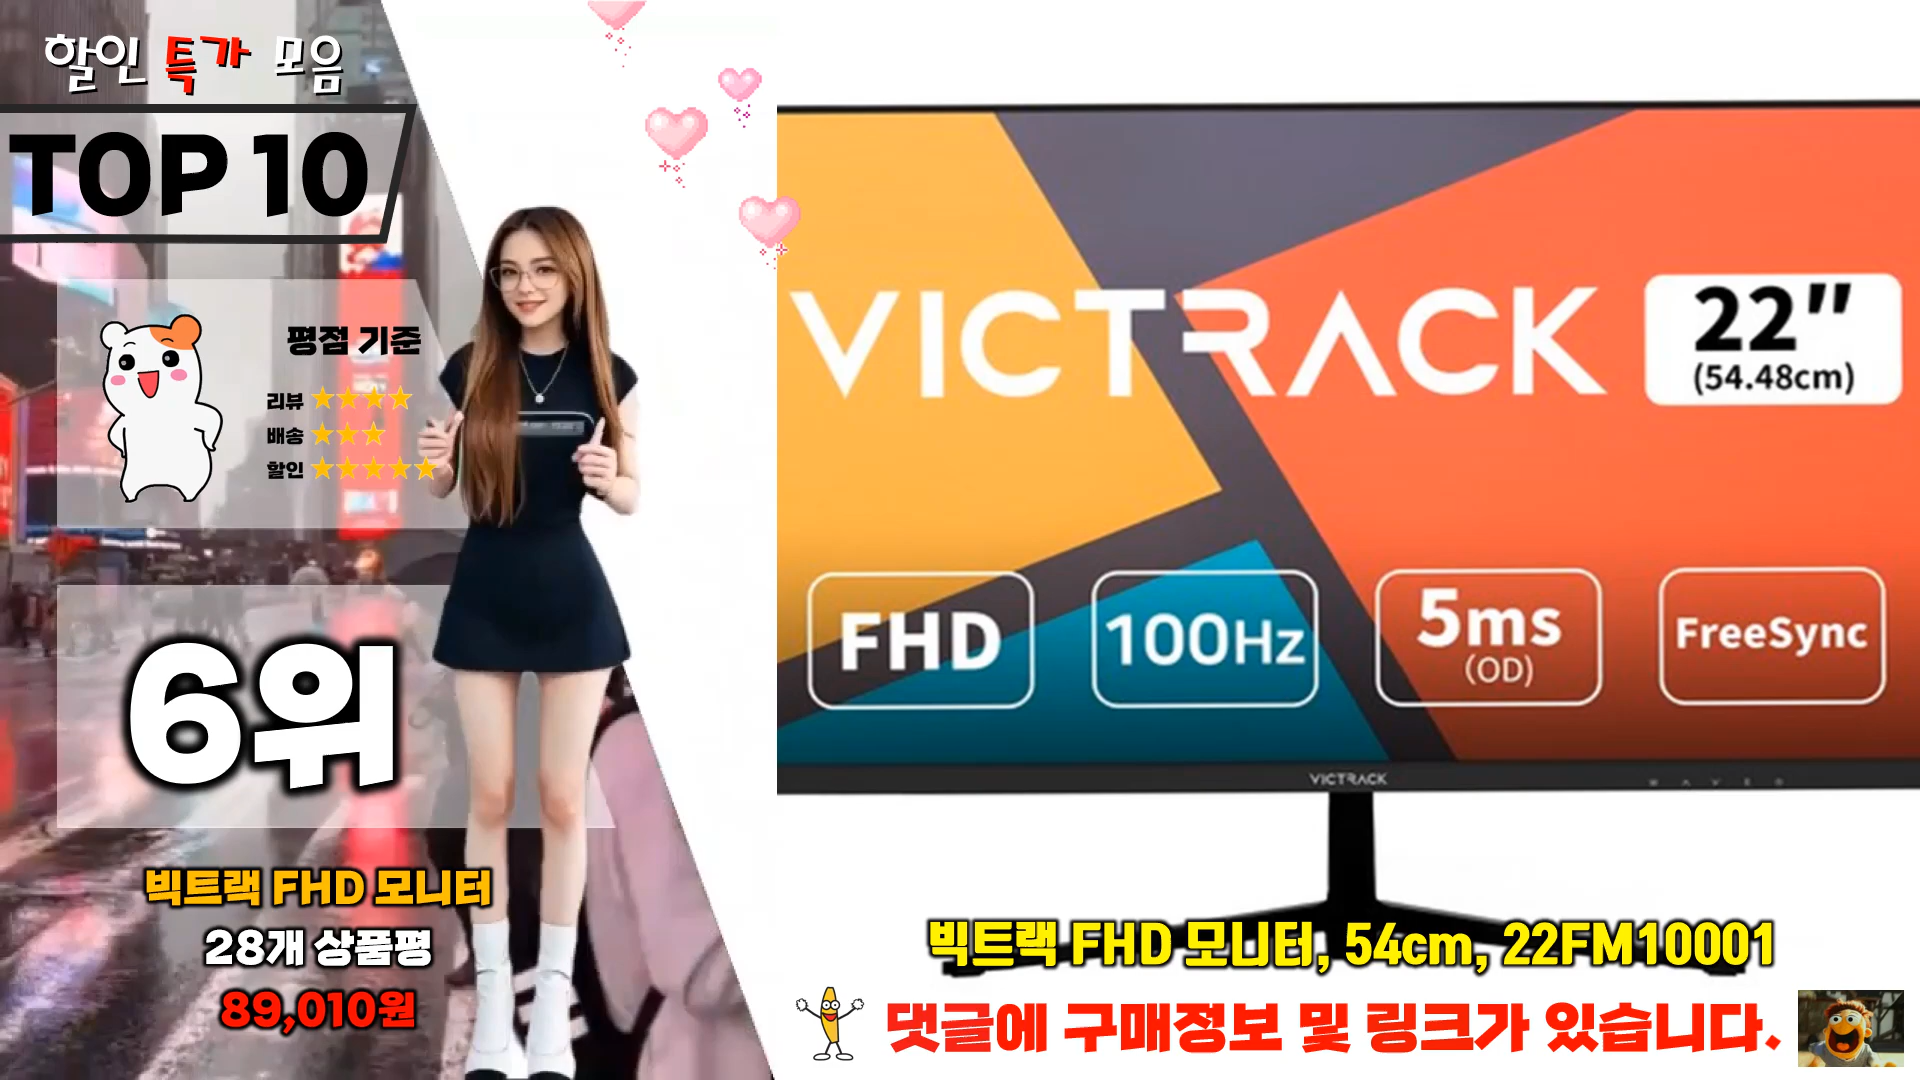 할인 특가 모음
TOP 10
평점 기준
리뷰 ★★★★
배송 ★★★
할인 ★★★★★
6위
빅트랙 FHD 모니터
28개 상품평
89,010원
VICTRACK
22"
(54.48cm)
FHD
100Hz
5ms
(OD)
FreeSync
VICTRACK
빅트랙 FHD 모니터, 54cm, 22FM10001
댓글에 구매정보 및 링크가 있습니다.